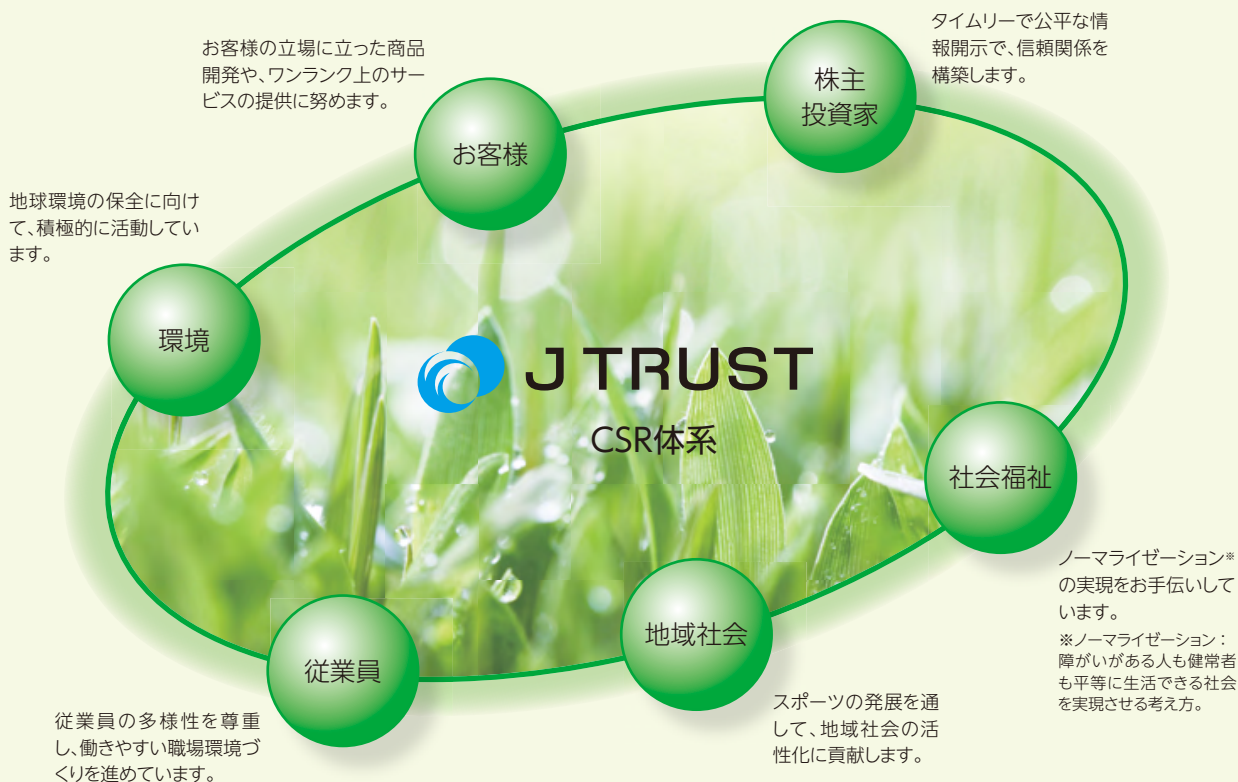 お客様の立場に立った商品
開発や、ワンランク上のサー
ビスの提供に努めます。
お客様
タイムリーで公平な情
報開示で、信頼関係を
構築します。
株主
投資家
地球環境の保全に向け
て、積極的に活動してい
ます。
環境
J TRUST
CSR体系
社会福祉
ノーマライゼーション※
の実現をお手伝いして
います。
※ノーマライゼーション：
障がいがある人も健常者
も平等に生活できる社会
を実現させる考え方。
地域社会
スポーツの発展を通
して、地域社会の活
性化に貢献します。
従業員
従業員の多様性を尊重
し、働きやすい職場環境づ
くりを進めています。